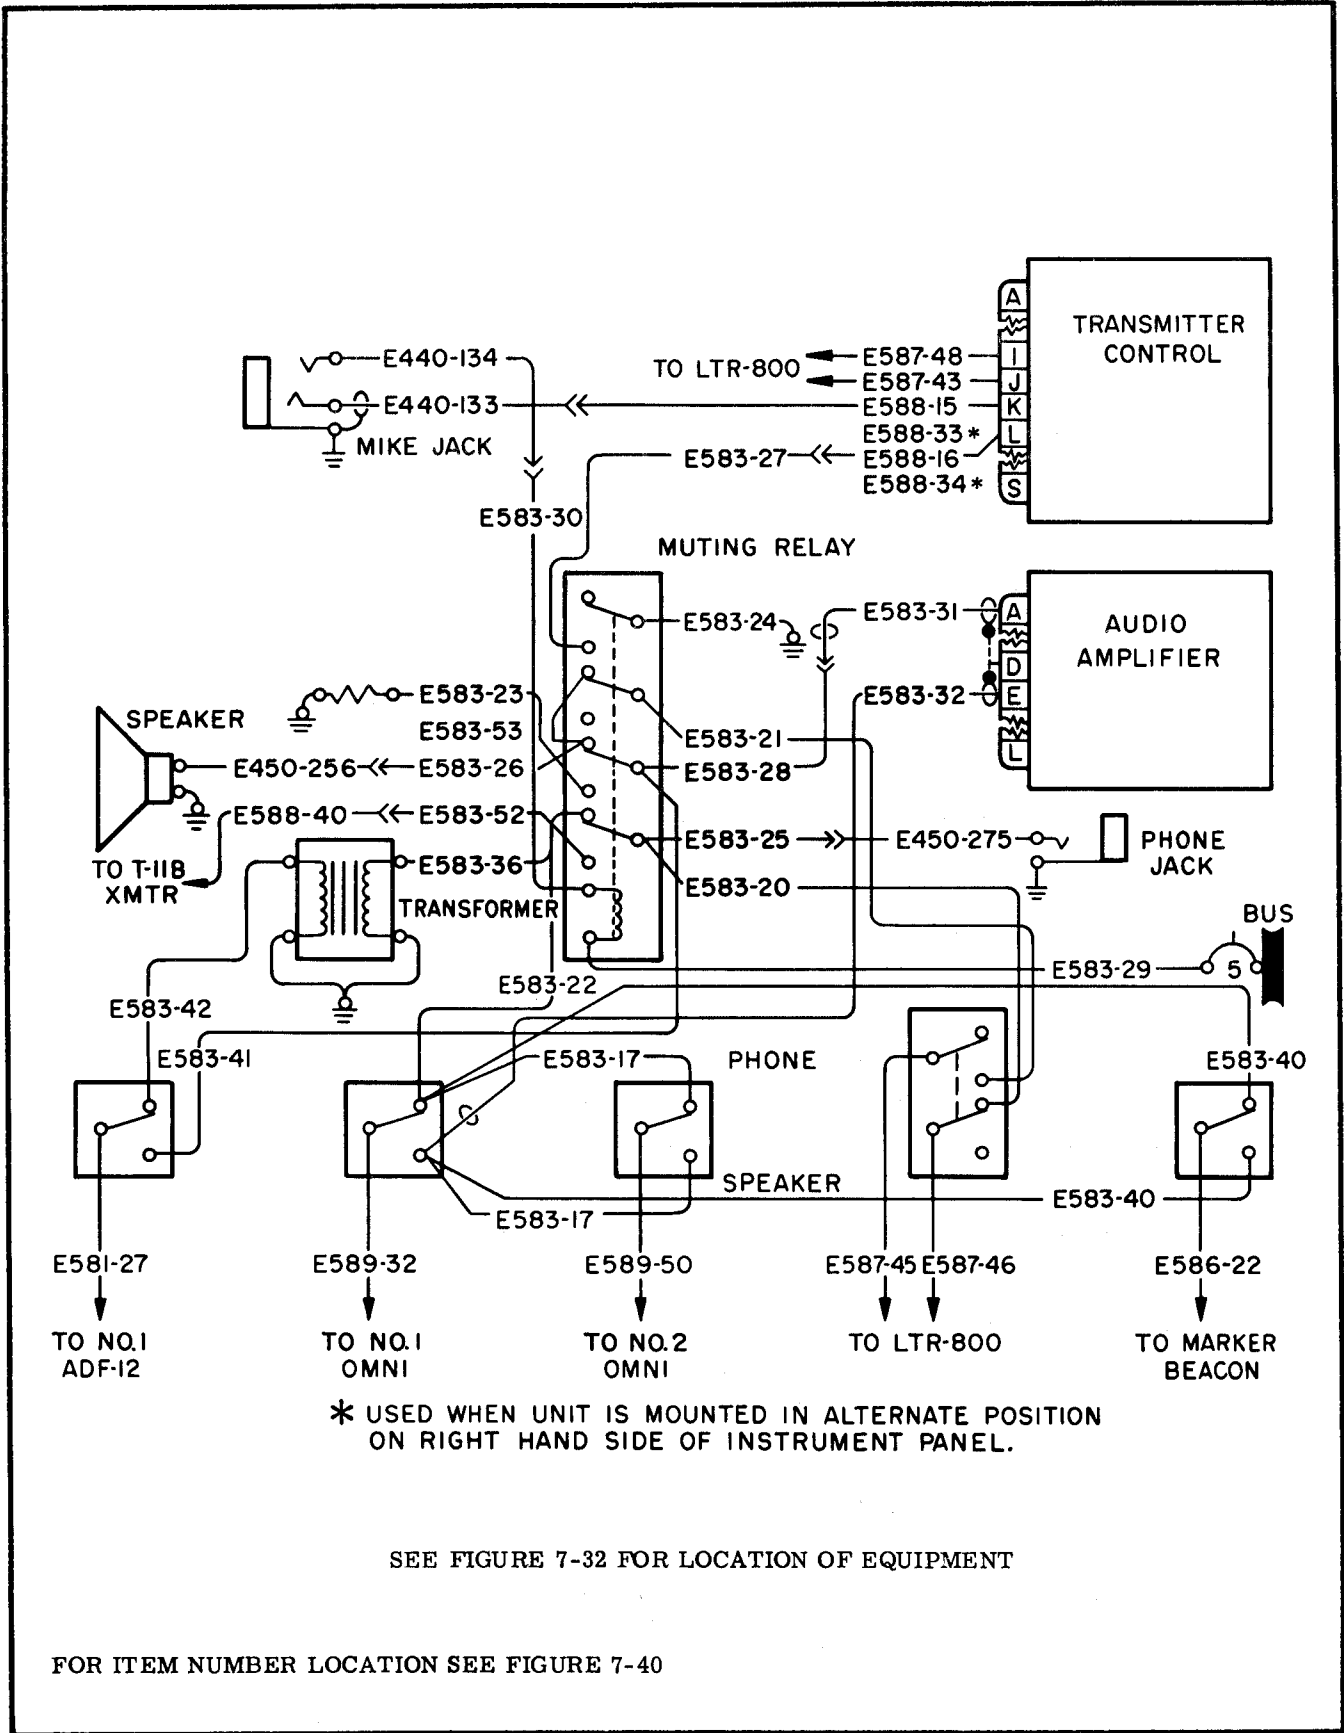 A
TRANSMITTER
CONTROL
E440-134
TO LTR-800
E587-48
I
E587-43
J
E440-133
E588-15
K
MIKE JACK
E588-33*
L
E583-27
E588-16
E588-34*
S
E583-30
MUTING RELAY
E583-24
E583-31
A
AUDIO
AMPLIFIER
D
E583-23
E583-32
E
SPEAKER
E583-53
E583-21
L
E450-256
E583-26
E583-28
E588-40
E583-52
E583-25
E450-275
PHONE
JACK
TO T-11B
XMTR
E583-36
E583-20
TRANSFORMER
BUS
E583-29
5
E583-22
E583-42
E583-41
E583-17
PHONE
E583-40
SPEAKER
E583-40
E583-17
E581-27
E589-32
E589-50
E587-45
E587-46
E586-22
TO NO.1
ADF-12
TO NO.1
OMNI
TO NO.2
OMNI
TO LTR-800
TO MARKER
BEACON
* USED WHEN UNIT IS MOUNTED IN ALTERNATE POSITION
ON RIGHT HAND SIDE OF INSTRUMENT PANEL.
SEE FIGURE 7-32 FOR LOCATION OF EQUIPMENT
FOR ITEM NUMBER LOCATION SEE FIGURE 7-40